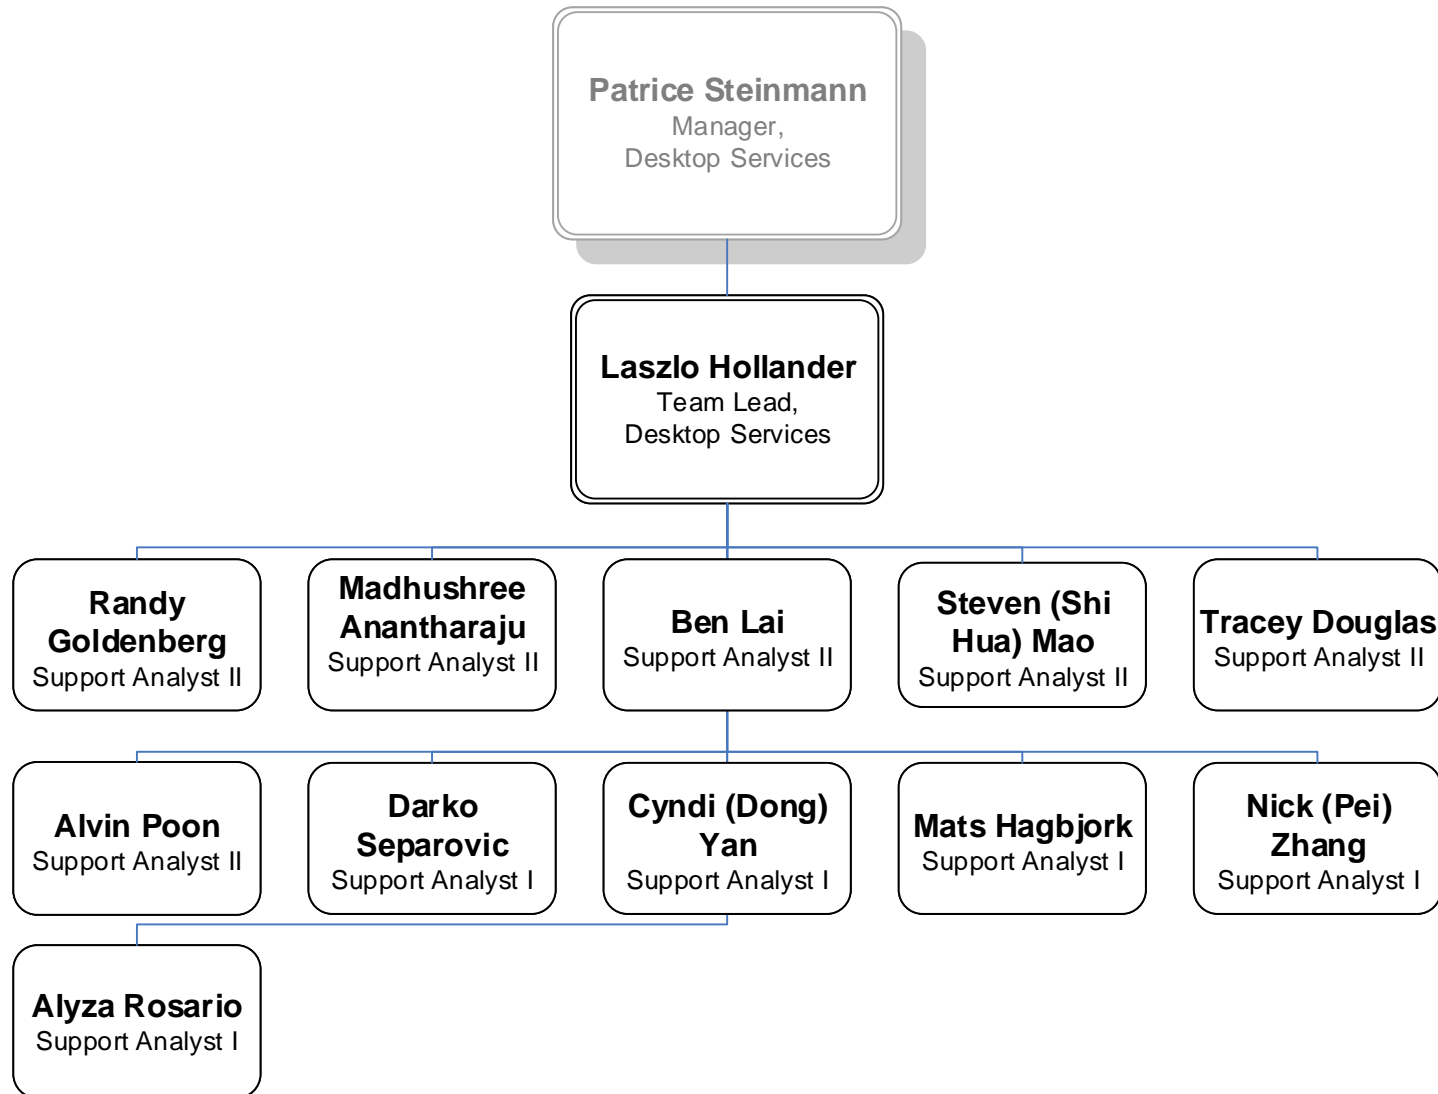 Patrice Steinmann
Manager,
Desktop Services
Laszlo Hollander
Team Lead,
Desktop Services
Randy
Goldenberg
Support Analyst II
Madhushree
Anantharaju
Support Analyst II
Ben Lai
Support Analyst II
Steven (Shi
Hua) Mao
Support Analyst II
Tracey Douglas
Support Analyst II
Alvin Poon
Support Analyst II
Darko
Separovic
Support Analyst I
Cyndi (Dong)
Yan
Support Analyst I
Mats Hagbjork
Support Analyst I
Nick (Pei)
Zhang
Support Analyst I
Alyza Rosario
Support Analyst I